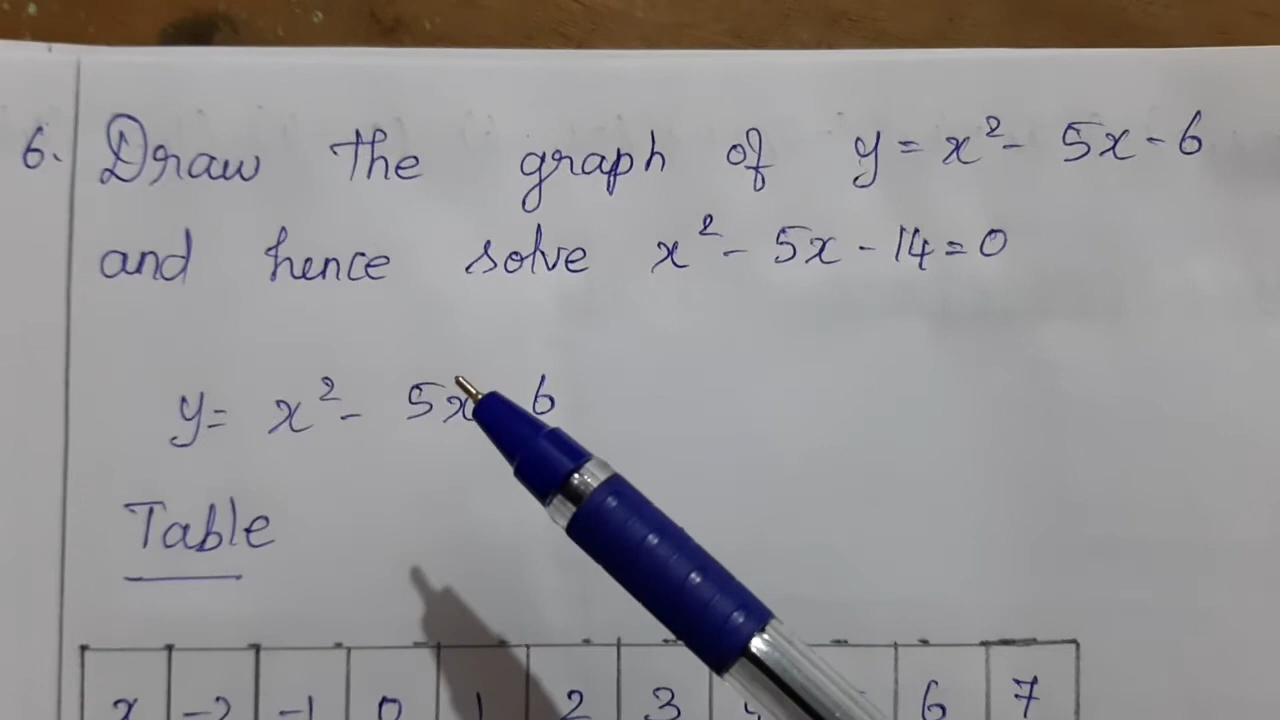 6. Draw the graph of y = x² - 5x - 6
and hence solve x² - 5x - 14 = 0
y = x² - 5x 6
Table
x -2 -1 0 1 2 3 6 7